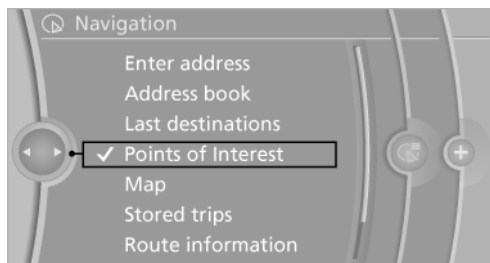 Navigation
Enter address
Address book
Last destinations
Points of Interest
Map
Stored trips
Route information